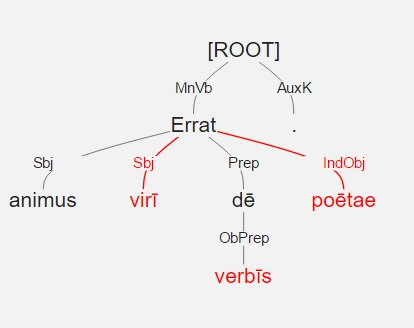 [ROOT]
MnVb AuxK
Errat .
Sbj Sbj Prep IndObj
animus virī dē poētae
ObPrep
verbīs